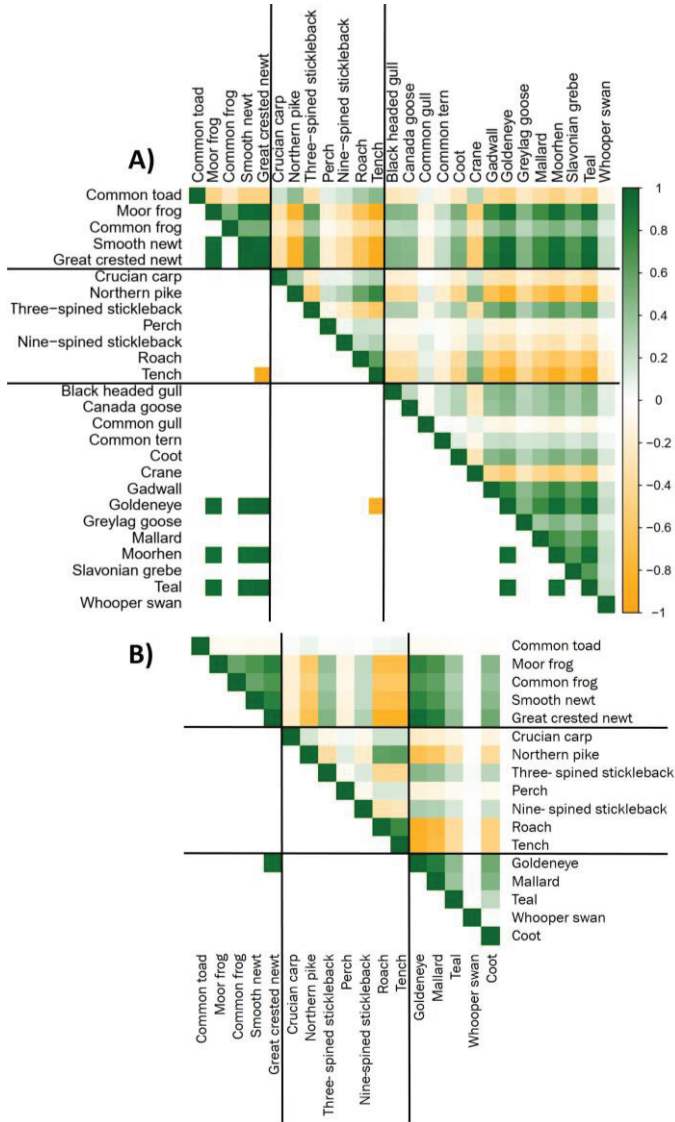 A)
Common toad
Moor frog
Common frog
Smooth newt
Great crested newt
Crucian carp
Northern pike
Three-spined stickleback
Perch
Nine-spined stickleback
Roach
Tench
Black headed gull
Canada goose
Common gull
Common tern
Coot
Crane
Gadwall
Goldeneye
Greylag goose
Mallard
Moorhen
Slavonian grebe
Teal
Whooper swan
Common toad
Moor frog
Common frog
Smooth newt
Great crested newt
Crucian carp
Northern pike
Three-spined stickleback
Perch
Nine-spined stickleback
Roach
Tench
Black headed gull
Canada goose
Common gull
Common tern
Coot
Crane
Gadwall
Goldeneye
Greylag goose
Mallard
Moorhen
Slavonian grebe
Teal
Whooper swan
1
0.8
0.6
0.4
0.2
0
−0.2
−0.4
−0.6
−0.8
−1
B)
Common toad
Moor frog
Common frog
Smooth newt
Great crested newt
Crucian carp
Northern pike
Three- spined stickleback
Perch
Nine- spined stickleback
Roach
Tench
Goldeneye
Mallard
Teal
Whooper swan
Coot
Common toad
Moor frog
Common frog
Smooth newt
Great crested newt
Crucian carp
Northern pike
Three- spined stickleback
Perch
Nine-spined stickleback
Roach
Tench
Goldeneye
Mallard
Teal
Whooper swan
Coot